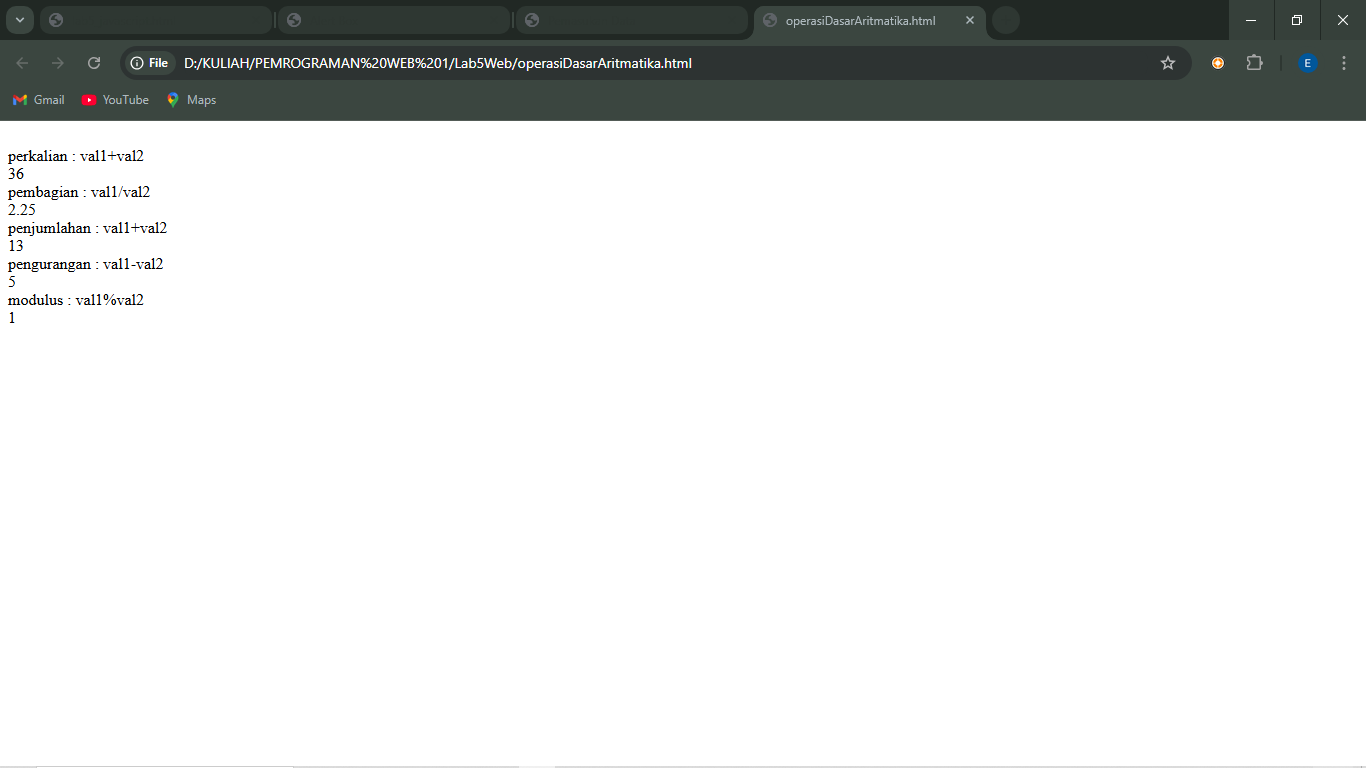 operasiDasarAritmatika.html
File D:/KULIAH/PEMROGRAMAN%20WEB%201/Lab5Web/operasiDasarAritmatika.html
E
Gmail YouTube Maps
perkalian : val1+val2
36
pembagian : val1/val2
2.25
penjumlahan : val1+val2
13
pengurangan : val1-val2
5
modulus : val1%val2
1